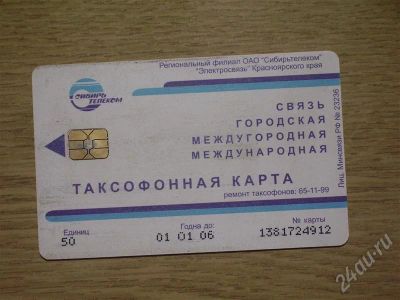 Региональный филиал ОАО "Сибирьтелеком"
"Электросвязь" Красноярского края
СИБИРЬ
ТЕЛЕКОМ
СВЯЗЬ
ГОРОДСКАЯ
МЕЖДУГОРОДНАЯ
МЕЖДУНАРОДНАЯ
Лиц. Минсвязи РФ № 23236
ТАКСОФОННАЯ КАРТА
ремонт таксофонов: 65-11-99
Единиц
Годна до:
№ карты
50
01 01 06
1381724912
24au.ru